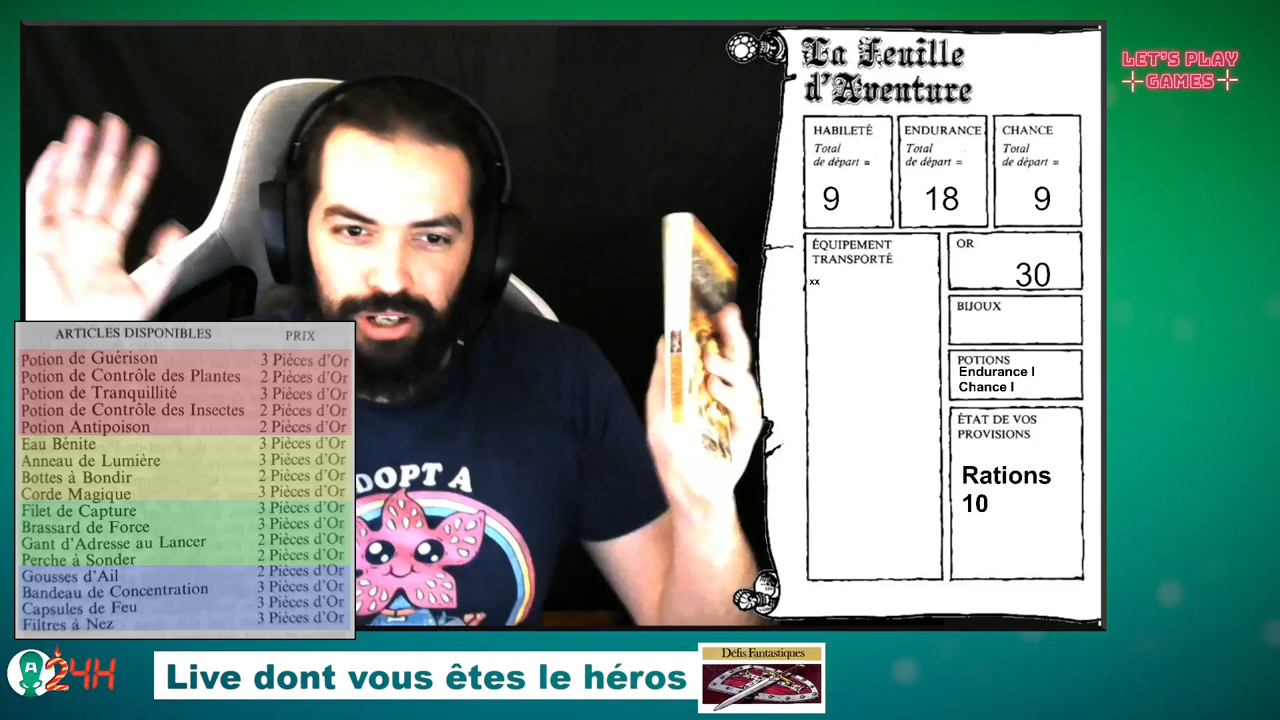 La Feuille
d'Aventure
LET'S PLAY
GAMES
HABILETÉ
Total
de départ =
9
ENDURANCE
Total
de départ =
18
CHANCE
Total
de départ =
9
ÉQUIPEMENT
TRANSPORTÉ
xx
OR
30
BIJOUX
POTIONS
Endurance I
Chance I
ÉTAT DE VOS
PROVISIONS
Rations
10
ARTICLES DISPONIBLES PRIX
Potion de Guérison 3 Pièces d'Or
Potion de Contrôle des Plantes 2 Pièces d'Or
Potion de Tranquillité 3 Pièces d'Or
Potion de Contrôle des Insectes 2 Pièces d'Or
Potion Antipoison 2 Pièces d'Or
Eau Bénite 3 Pièces d'Or
Anneau de Lumière 3 Pièces d'Or
Bottes à Bondir 2 Pièces d'Or
Corde Magique 3 Pièces d'Or
Filet de Capture 3 Pièces d'Or
Brassard de Force 3 Pièces d'Or
Gant d'Adresse au Lancer 2 Pièces d'Or
Perche à Sonder 2 Pièces d'Or
Gousses d'Ail 2 Pièces d'Or
Bandeau de Concentration 3 Pièces d'Or
Capsules de Feu 3 Pièces d'Or
Filtres à Nez 3 Pièces d'Or
ADOPT A
A 24H
Live dont vous êtes le héros
Défis Fantastiques